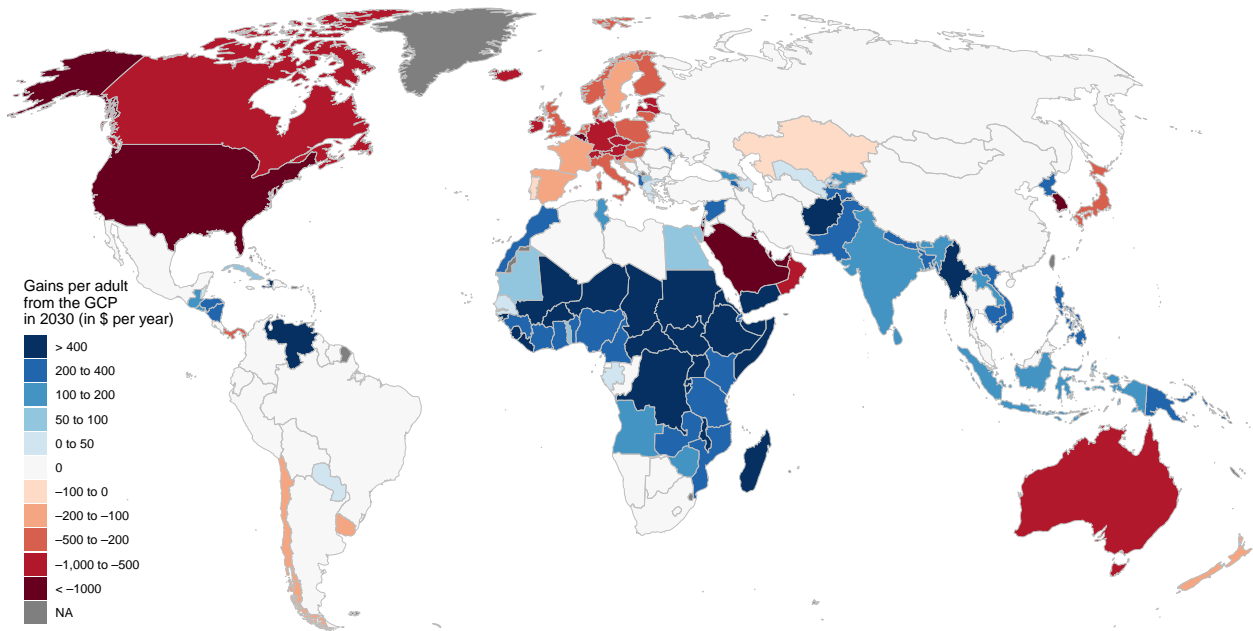 Gains per adult
from the GCP
in 2030 (in $ per year)
> 400
200 to 400
100 to 200
50 to 100
0 to 50
0
–100 to 0
–200 to –100
–500 to –200
–1,000 to –500
< –1000
NA